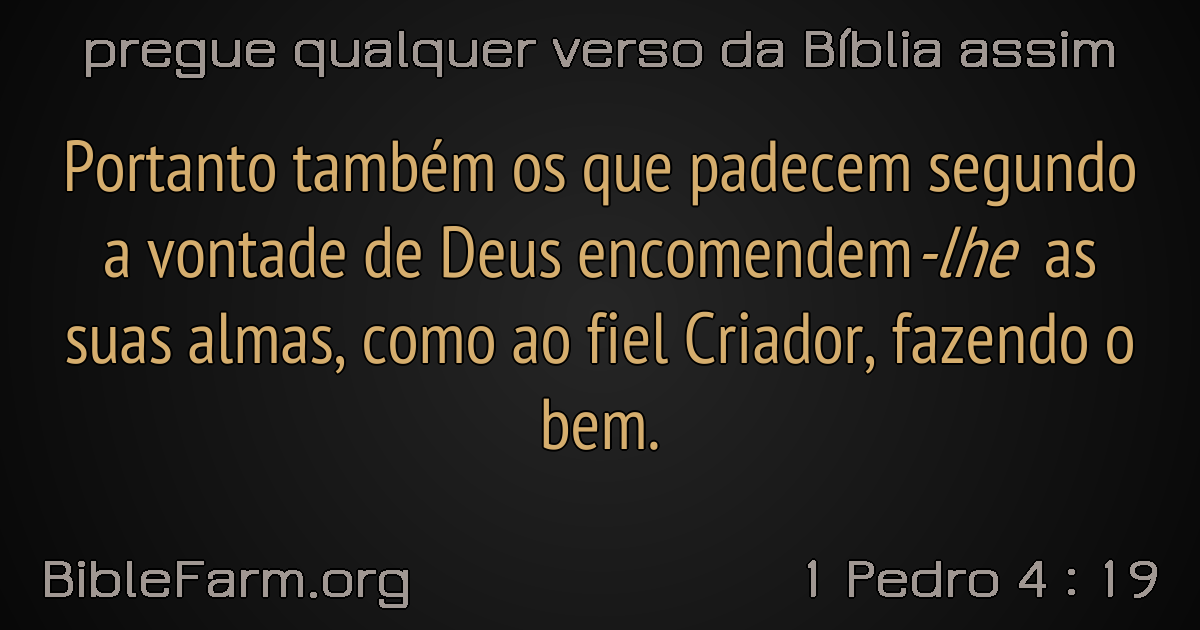 pregue qualquer verso da Bíblia assim
Portanto também os que padecem segundo
a vontade de Deus encomendem-lhe as
suas almas, como ao fiel Criador, fazendo o
bem.
BibleFarm.org
1 Pedro 4 : 19